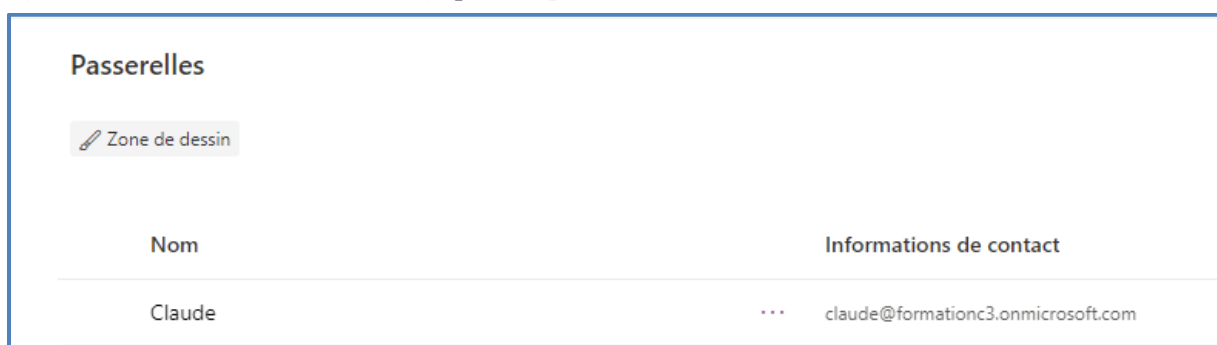 Passerelles
Zone de dessin
Nom Informations de contact
Claude ... claude@formationc3.onmicrosoft.com